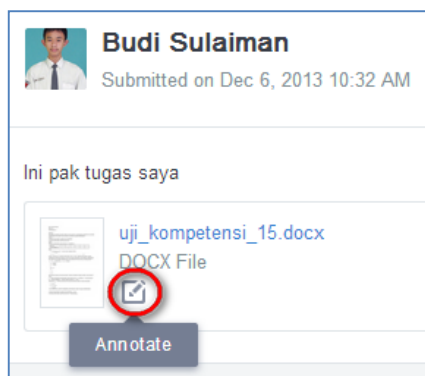 Budi Sulaiman
Submitted on Dec 6, 2013 10:32 AM
Ini pak tugas saya
uji_kompetensi_15.docx
DOCX File
Annotate